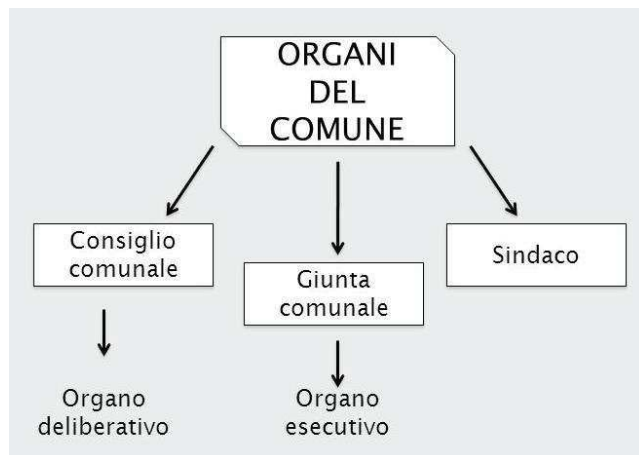 ORGANI
DEL
COMUNE
Consiglio
comunale
Giunta
comunale
Sindaco
Organo
deliberativo
Organo
esecutivo